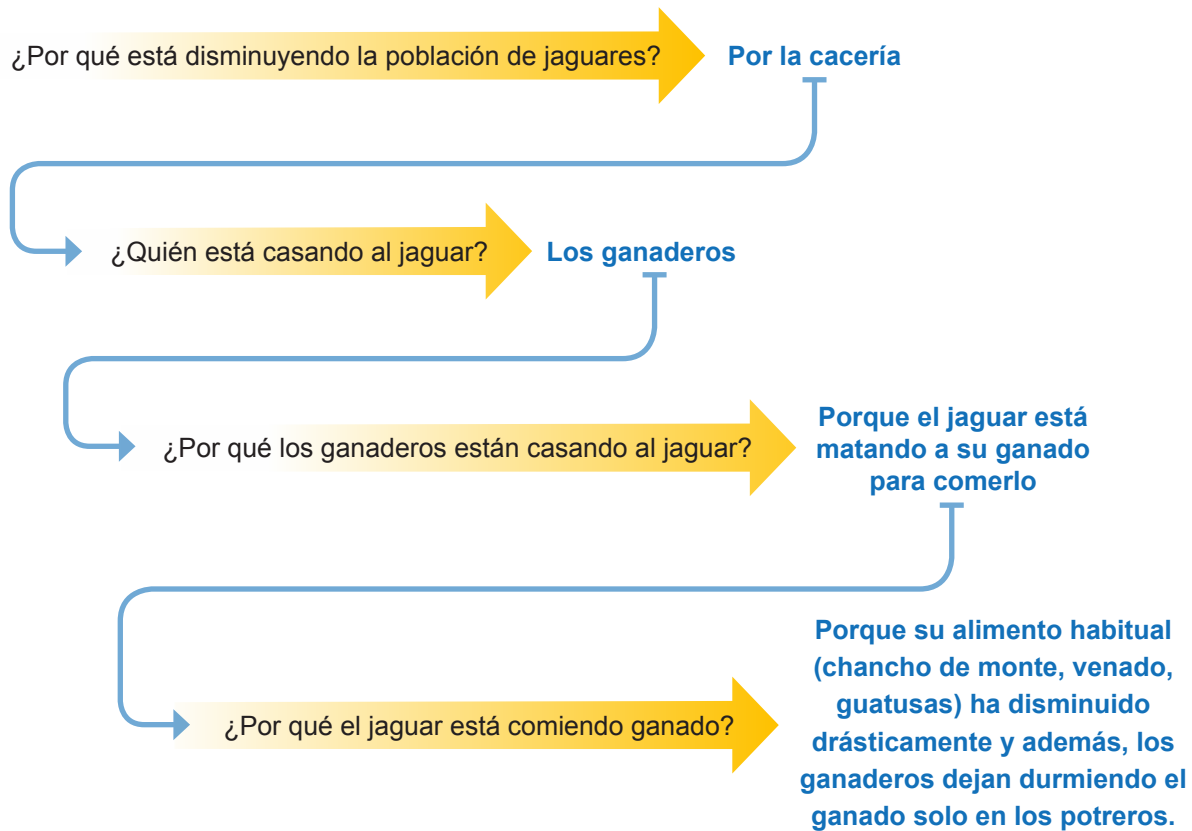 ¿Por qué está disminuyendo la población de jaguares?
Por la cacería
¿Quién está casando al jaguar?
Los ganaderos
¿Por qué los ganaderos están casando al jaguar?
Porque el jaguar está
matando a su ganado
para comerlo
¿Por qué el jaguar está comiendo ganado?
Porque su alimento habitual
(chancho de monte, venado,
guatusas) ha disminuido
drásticamente y además, los
ganaderos dejan durmiendo el
ganado solo en los potreros.